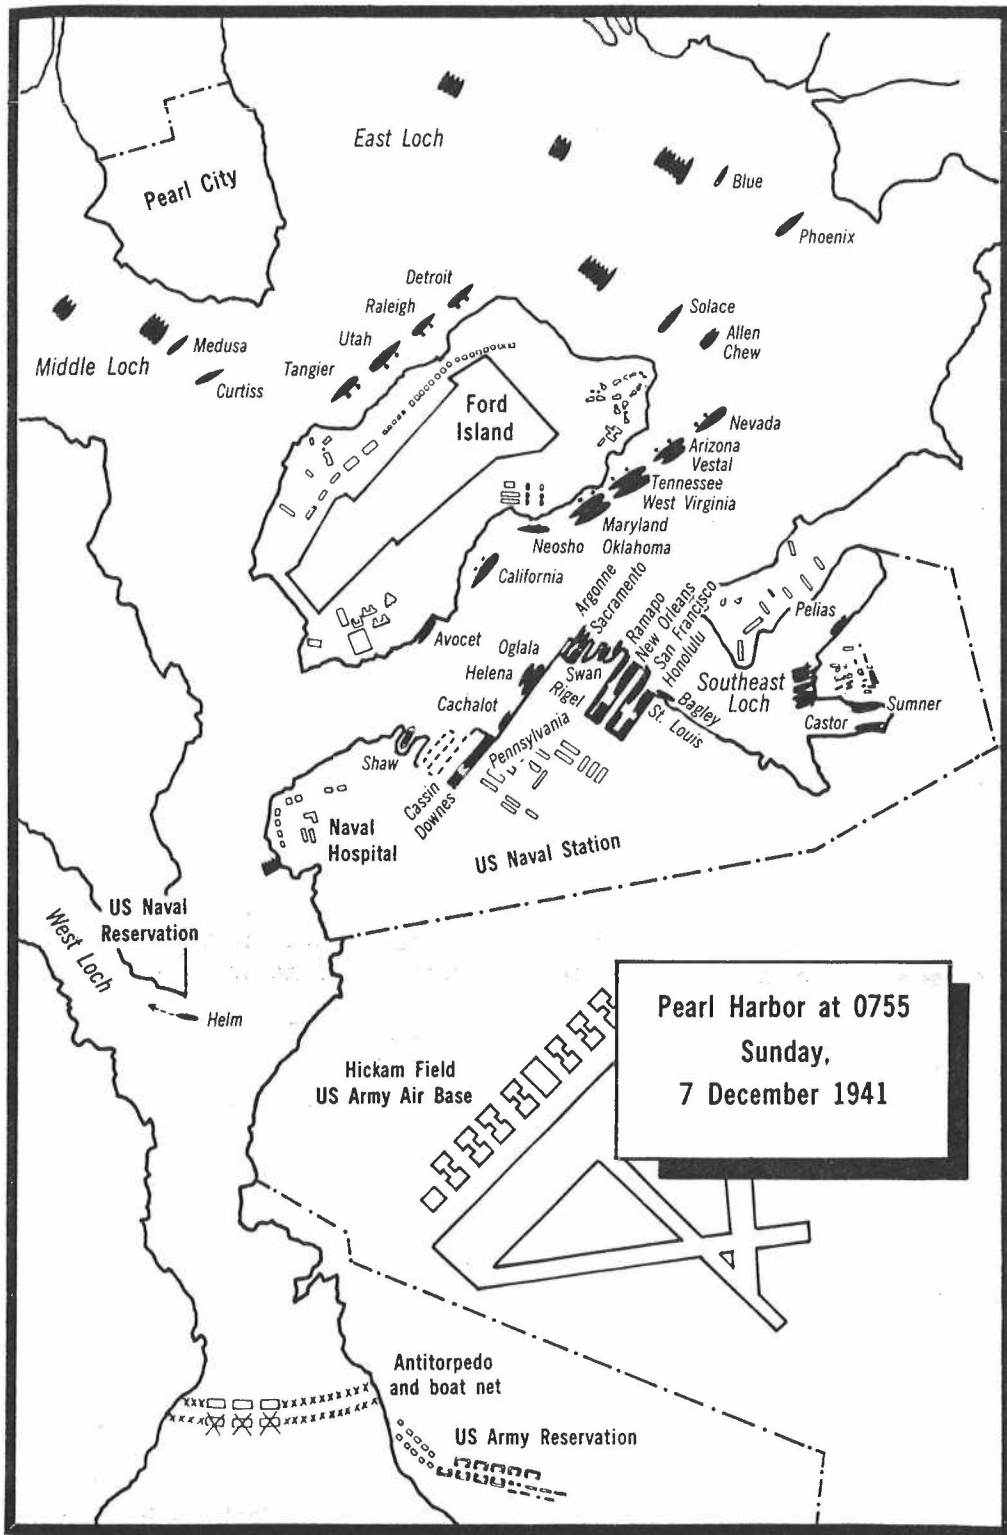 East Loch
Pearl City
Blue
Phoenix
Detroit
Raleigh
Utah
Tangier
Solace
Allen
Chew
Medusa
Middle Loch
Curtiss
Ford
Island
Nevada
Arizona
Vestal
Tennessee
West Virginia
Maryland
Oklahoma
Neosho
California
Avocet
Argonne
Sacramento
Ramapo
New Orleans
San Francisco
Honolulu
Pelias
Oglala
Helena
Swan
Rigel
Cachalot
Bagley
St. Louis
Southeast
Loch
Sumner
Castor
Shaw
Pennsylvania
Cassin
Downes
Naval
Hospital
US Naval Station
US Naval
Reservation
West Loch
Helm
Pearl Harbor at 0755
Sunday,
7 December 1941
Hickam Field
US Army Air Base
Antitorpedo
and boat net
US Army Reservation